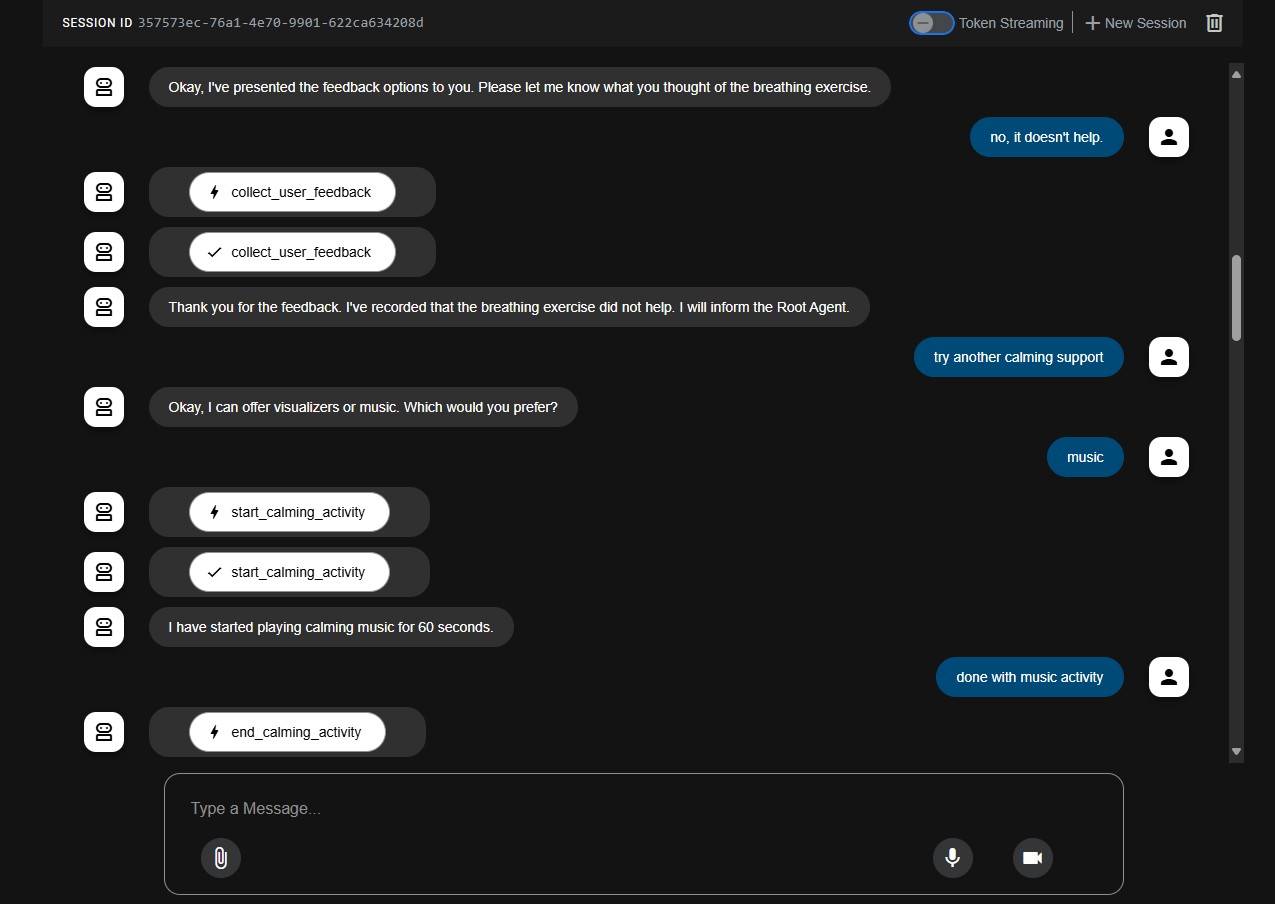 SESSION ID 357573ec-76a1-4e70-9901-622ca634208d
Token Streaming
New Session
Okay, I've presented the feedback options to you. Please let me know what you thought of the breathing exercise.
no, it doesn't help.
collect_user_feedback
collect_user_feedback
Thank you for the feedback. I've recorded that the breathing exercise did not help. I will inform the Root Agent.
try another calming support
Okay, I can offer visualizers or music. Which would you prefer?
music
start_calming_activity
start_calming_activity
I have started playing calming music for 60 seconds.
done with music activity
end_calming_activity
Type a Message...